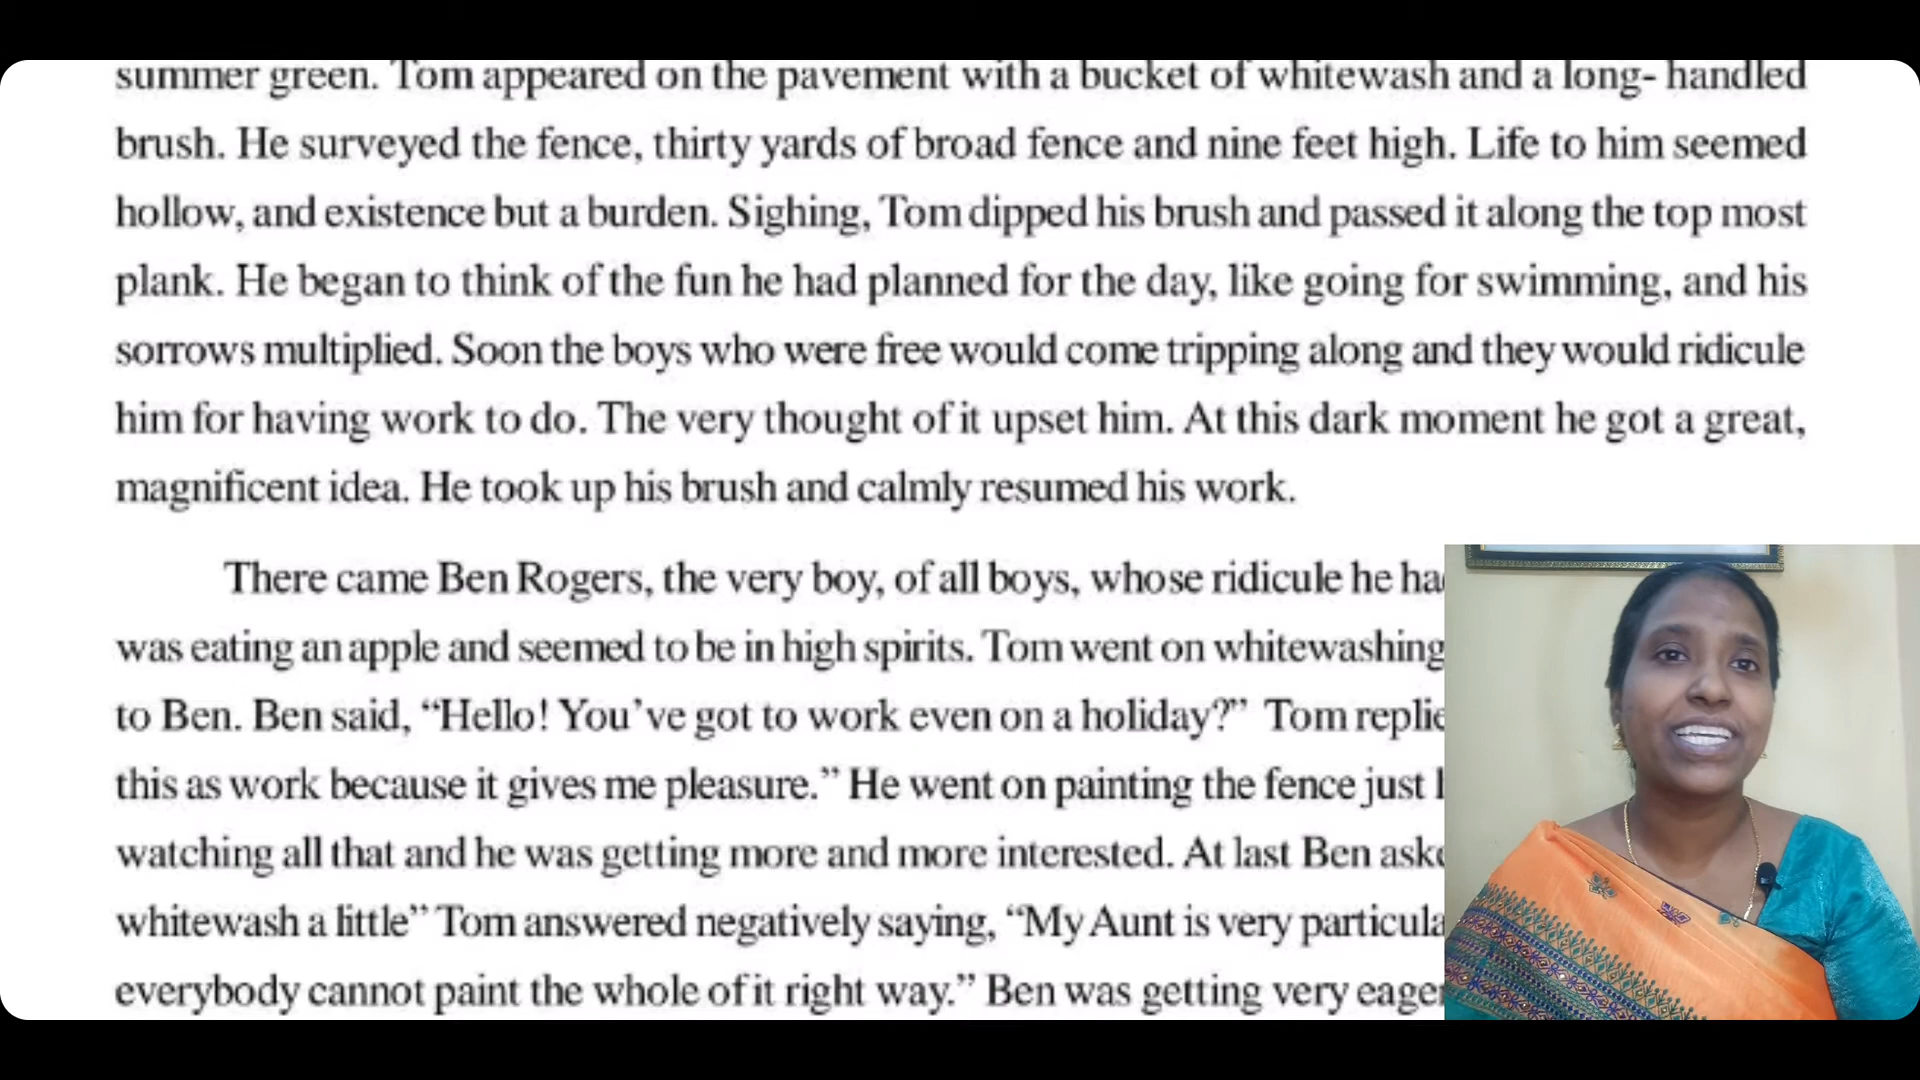 summer green. Tom appeared on the pavement with a bucket of whitewash and a long- handled
brush. He surveyed the fence, thirty yards of broad fence and nine feet high. Life to him seemed
hollow, and existence but a burden. Sighing, Tom dipped his brush and passed it along the top most
plank. He began to think of the fun he had planned for the day, like going for swimming, and his
sorrows multiplied. Soon the boys who were free would come tripping along and they would ridicule
him for having work to do. The very thought of it upset him. At this dark moment he got a great,
magnificent idea. He took up his brush and calmly resumed his work.
There came Ben Rogers, the very boy, of all boys, whose ridicule he
was eating an apple and seemed to be in high spirits. Tom went on whitewashing
to Ben. Ben said, “Hello! You’ve got to work even on a holiday?” Tom
this as work because it gives me pleasure.” He went on painting the fence just
watching all that and he was getting more and more interested. At last Ben
whitewash a little” Tom answered negatively saying, “My Aunt is very
everybody cannot paint the whole of it right way.” Ben was getting very